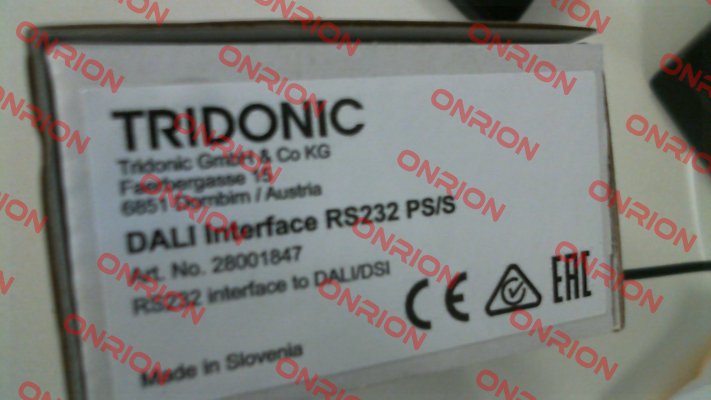 TRIDONIC
Tridonic GmbH & Co KG
Faerbergasse 15
6851 Dornbirn / Austria
DALI Interface RS232 PS/S
Art. No. 28001847
RS232 interface to DALI/DSI
CE EAC
Made in Slovenia
ONRION